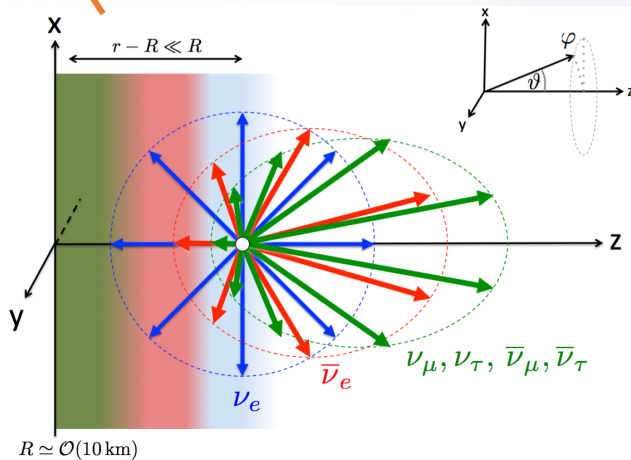 x
r − R ≪ R
x
φ
ϑ
z
y
z
y
ν_μ, ν_τ, ν̄_μ, ν̄_τ
ν̄_e
ν_e
R ≃ 𝒪(10 km)